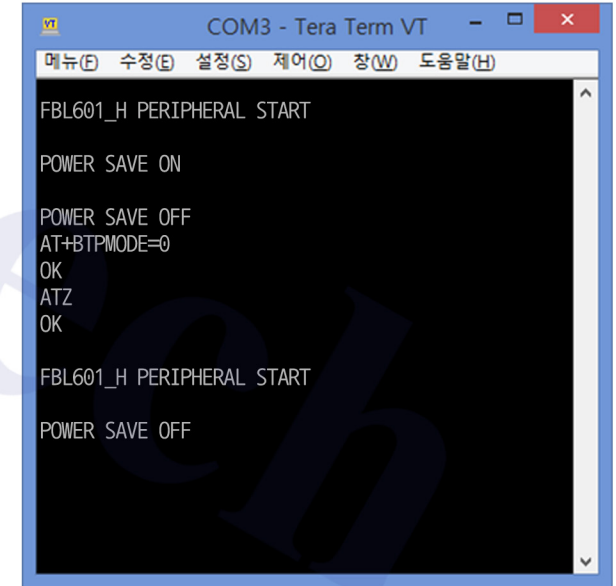 COM3 - Tera Term VT
메뉴(F) 수정(E) 설정(S) 제어(O) 창(W) 도움말(H)
FBL601_H PERIPHERAL START
POWER SAVE ON
POWER SAVE OFF
AT+BTPMODE=0
OK
ATZ
OK
FBL601_H PERIPHERAL START
POWER SAVE OFF